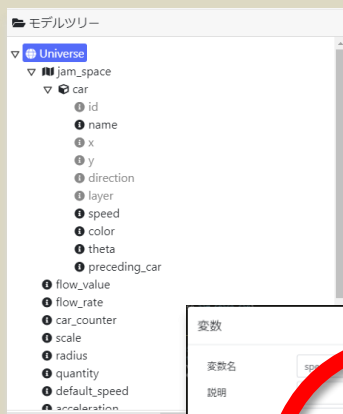 モデルツリー
Universe
jam_space
car
id
name
x
y
direction
layer
speed
color
theta
preceding_car
flow_value
flow_rate
car_counter
scale
radius
quantity
default_speed
acceleration
変数
変数名
説明